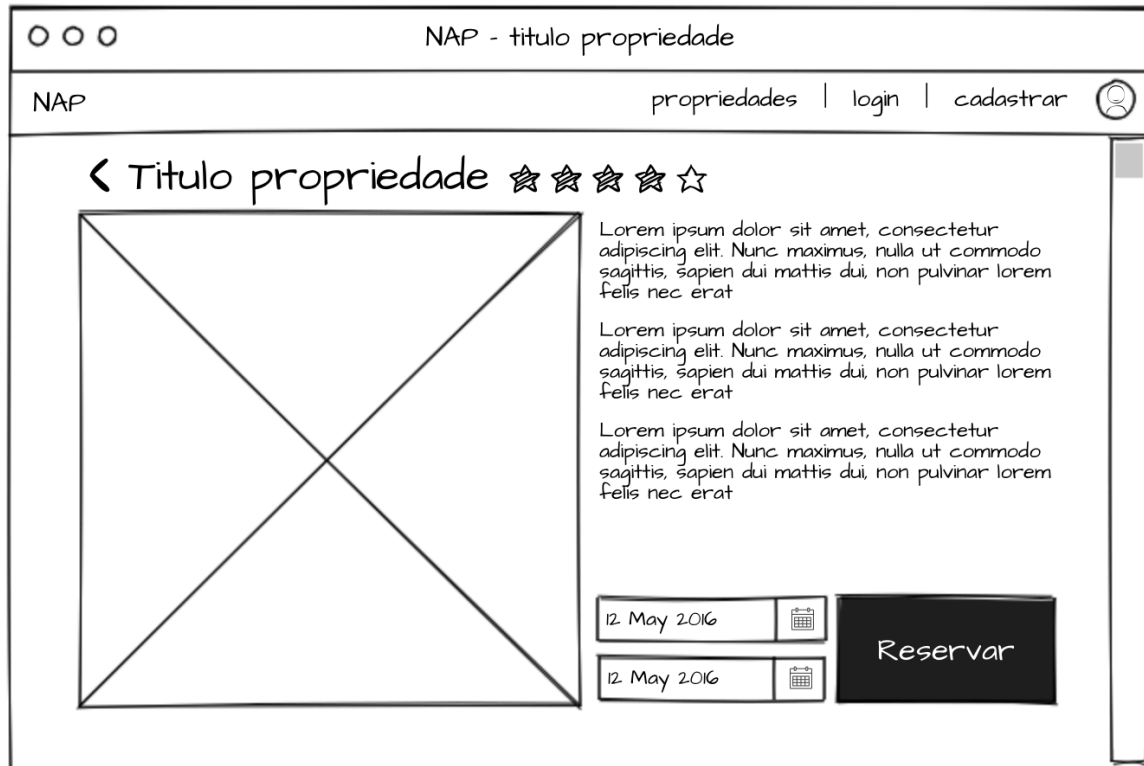 NAP - titulo propriedade
NAP
propriedades | login | cadastrar
Titulo propriedade
Lorem ipsum dolor sit amet, consectetur
adipiscing elit. Nunc maximus, nulla ut commodo
sagittis, sapien dui mattis dui, non pulvinar lorem
felis nec erat
Lorem ipsum dolor sit amet, consectetur
adipiscing elit. Nunc maximus, nulla ut commodo
sagittis, sapien dui mattis dui, non pulvinar lorem
felis nec erat
Lorem ipsum dolor sit amet, consectetur
adipiscing elit. Nunc maximus, nulla ut commodo
sagittis, sapien dui mattis dui, non pulvinar lorem
felis nec erat
12 May 2016
12 May 2016
Reservar